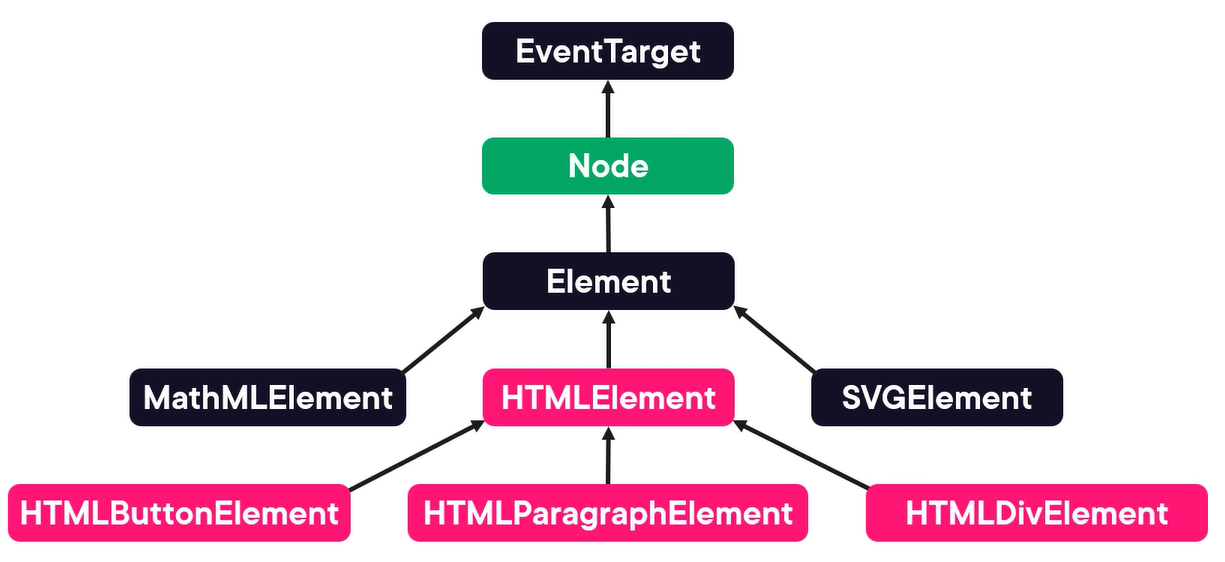 EventTarget
Node
Element
MathMLElement
HTMLElement
SVGElement
HTMLButtonElement
HTMLParagraphElement
HTMLDivElement